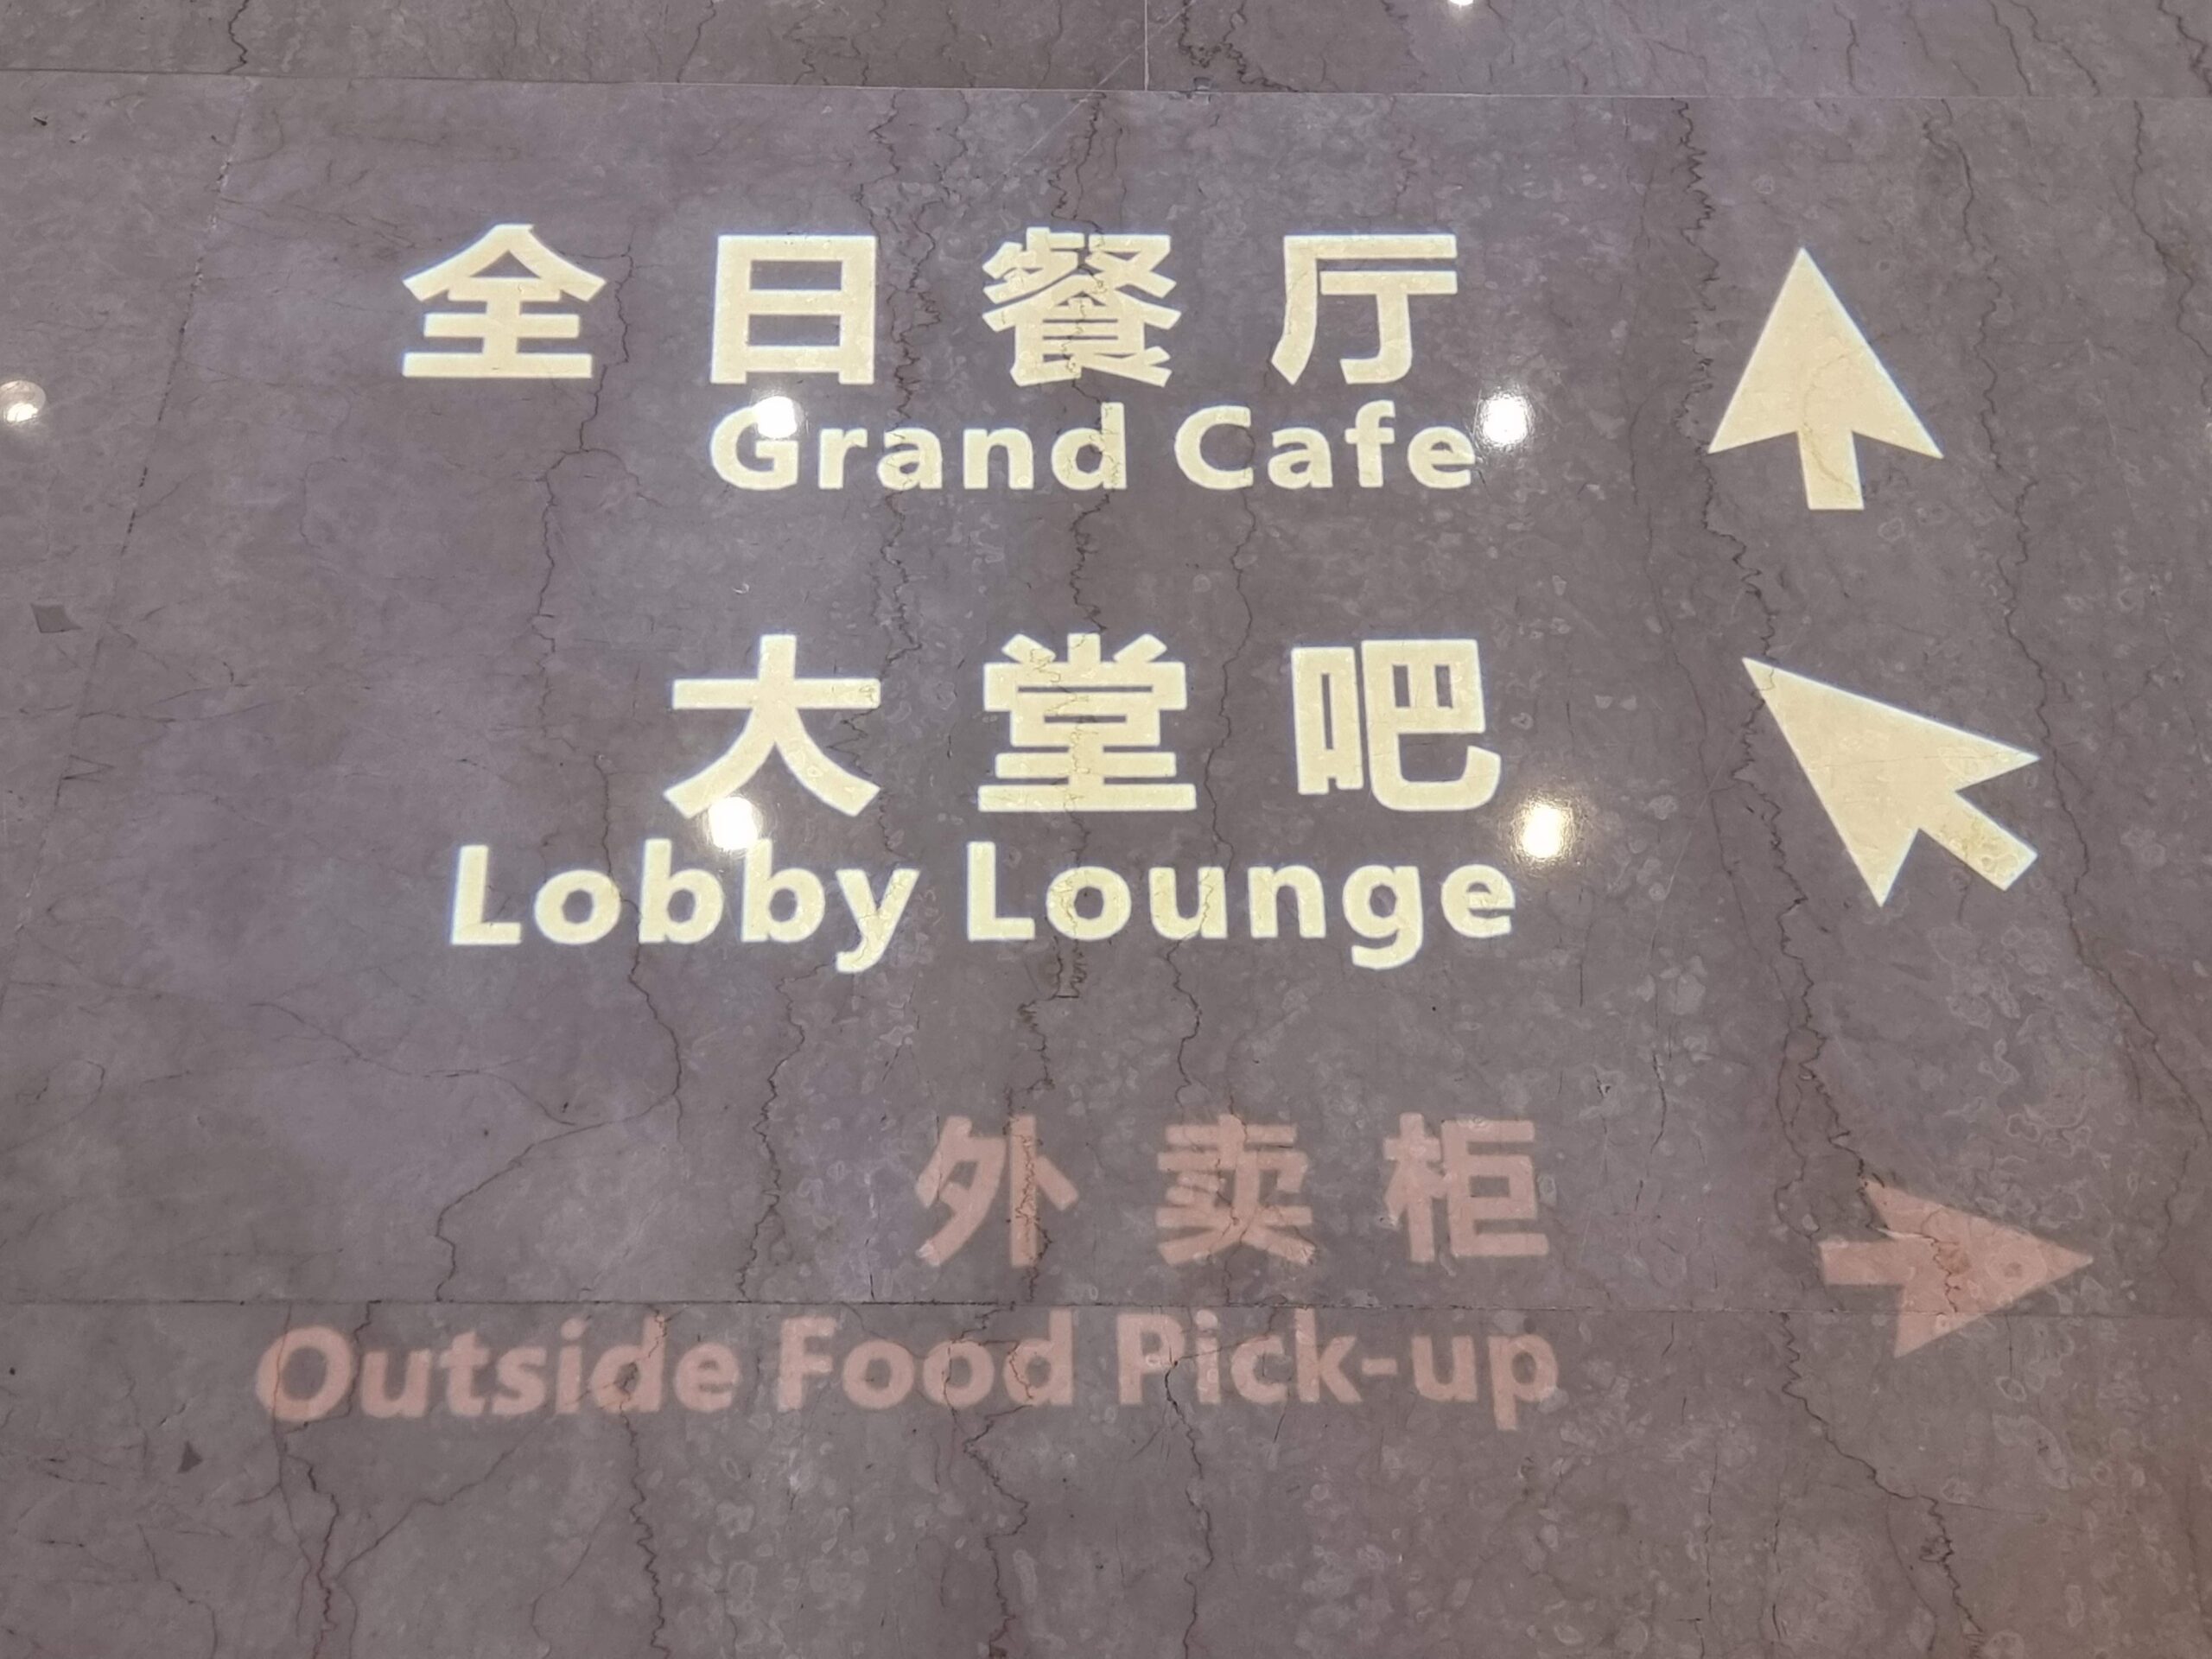 全日餐厅
Grand Cafe
大堂吧
Lobby Lounge
外卖柜
Outside Food Pick-up